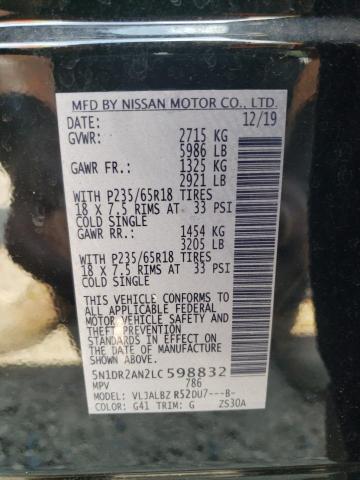 MFD BY NISSAN MOTOR CO., LTD.
DATE: 12/19
GVWR: 2715 KG
5986 LB
GAWR FR.: 1325 KG
2921 LB
WITH P235/65R18 TIRES
18 X 7.5 RIMS AT 33 PSI
COLD SINGLE
GAWR RR.: 1454 KG
3205 LB
WITH P235/65R18 TIRES
18 X 7.5 RIMS AT 33 PSI
COLD SINGLE
THIS VEHICLE CONFORMS TO
ALL APPLICABLE FEDERAL
MOTOR VEHICLE SAFETY AND
THEFT PREVENTION
STANDARDS IN EFFECT ON
THE DATE OF MANUFACTURE
SHOWN ABOVE.
5N1DR2AN2LC598832
MPV 786
MODEL: VLJALBZ R52DU7---B-
COLOR: G41 TRIM: G ZS30A